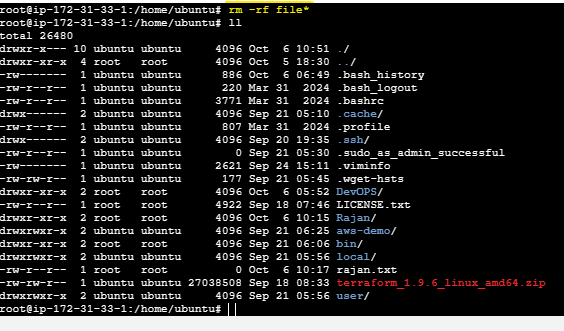 root@ip-172-31-33-1:/home/ubuntu# rm -rf file*
root@ip-172-31-33-1:/home/ubuntu# ll
total 26480
drwxr-x--- 10 ubuntu ubuntu     4096 Oct  6 10:51 ./
drwxr-xr-x  4 root   root       4096 Oct  5 18:30 ../
-rw-------  1 ubuntu ubuntu      886 Oct  6 06:49 .bash_history
-rw-r--r--  1 ubuntu ubuntu      220 Mar 31  2024 .bash_logout
-rw-r--r--  1 ubuntu ubuntu     3771 Mar 31  2024 .bashrc
drwx------  2 ubuntu ubuntu     4096 Sep 21 05:10 .cache/
-rw-r--r--  1 ubuntu ubuntu      807 Mar 31  2024 .profile
drwx------  2 ubuntu ubuntu     4096 Sep 20 19:35 .ssh/
-rw-r--r--  1 ubuntu ubuntu        0 Sep 21 05:30 .sudo_as_admin_successful
-rw-------  1 ubuntu ubuntu     2621 Sep 24 15:11 .viminfo
-rw-rw-r--  1 ubuntu ubuntu      177 Sep 21 05:45 .wget-hsts
drwxr-xr-x  2 root   root       4096 Oct  6 05:52 DevOPS/
-rw-r--r--  1 root   root       4922 Sep 18 07:46 LICENSE.txt
drwxr-xr-x  2 root   root       4096 Oct  6 10:15 Rajan/
drwxrwxr-x  2 ubuntu ubuntu     4096 Sep 21 06:25 aws-demo/
drwxr-xr-x  2 ubuntu ubuntu     4096 Sep 21 06:06 bin/
drwxrwxr-x  2 ubuntu ubuntu     4096 Sep 21 05:56 local/
-rw-r--r--  1 root   root          0 Oct  6 10:17 rajan.txt
-rw-rw-r--  1 ubuntu ubuntu 27038508 Sep 18 08:33 terraform_1.9.6_linux_amd64.zip
drwxrwxr-x  2 ubuntu ubuntu     4096 Sep 21 05:56 user/
root@ip-172-31-33-1:/home/ubuntu#